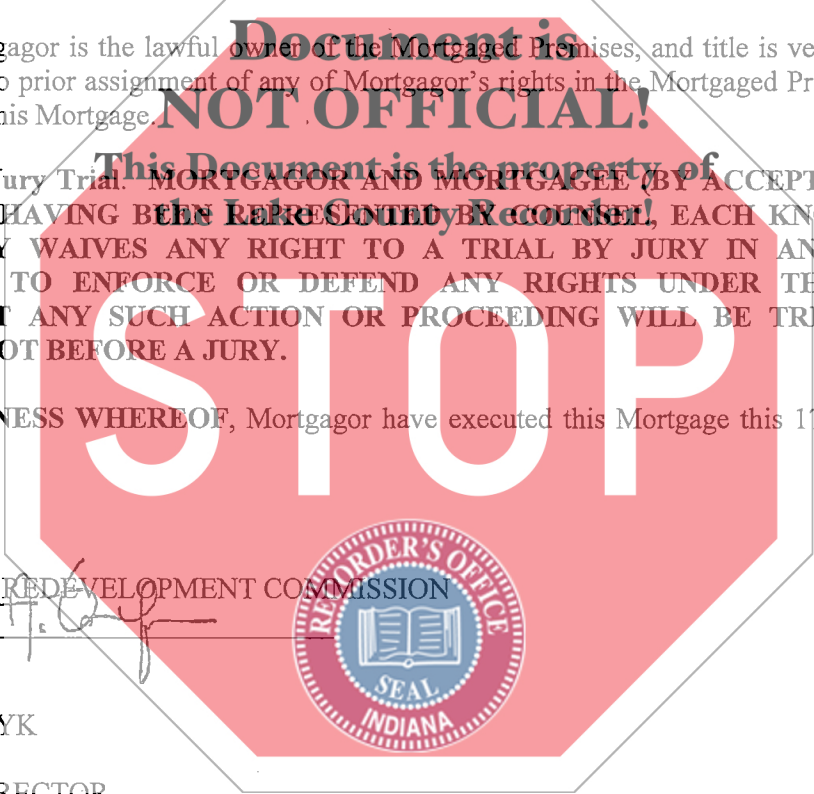 gagor is the lawful owner of the Mortgaged Premises, and title is ve
o prior assignment of any of Mortgagor's rights in the Mortgaged Pr
his Mortgage.
Document is
NOT OFFICIAL!
This Document is the property of
the Lake County Recorder!
Jury Trial. MORTGAGOR AND MORTGAGEE (BY ACCEPT
HAVING BEEN REPRESENTED BY COUNSEL, EACH KN
Y WAIVES ANY RIGHT TO A TRIAL BY JURY IN AN
TO ENFORCE OR DEFEND ANY RIGHTS UNDER TH
T ANY SUCH ACTION OR PROCEEDING WILL BE TRI
OT BEFORE A JURY.
STOP
NESS WHEREOF, Mortgagor have executed this Mortgage this 17
REDEVELOPMENT COMMISSION
RECORDER'S OFFICE
SEAL
INDIANA
YK
RECTOR